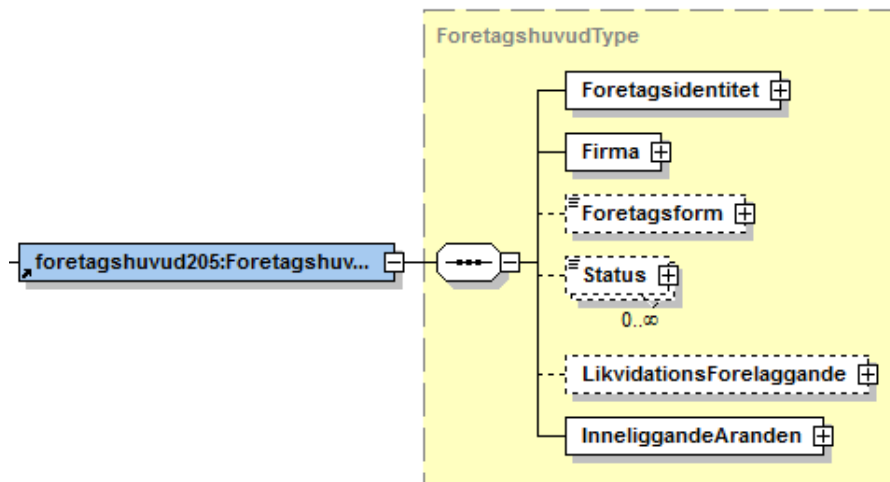 ForetagshuvudType
Foretagsidentitet
Firma
Foretagsform
foretagshuvud205:Foretagshuv...
Status
0..∞
LikvidationsForelaggande
InneliggandeAranden